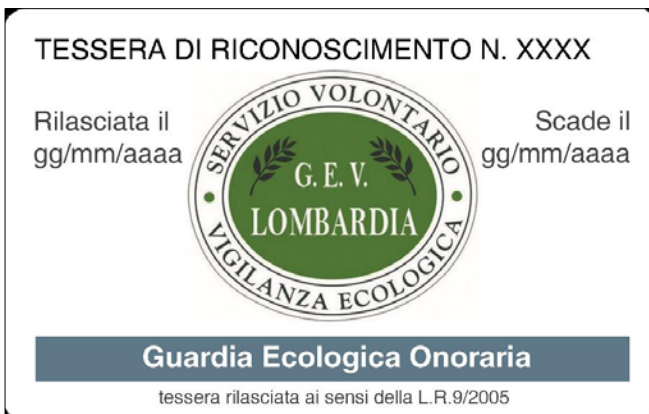 TESSERA DI RICONOSCIMENTO N. XXXX
Rilasciata il
gg/mm/aaaa
Scade il
gg/mm/aaaa
SERVIZIO VOLONTARIO
G. E. V.
LOMBARDIA
VIGILANZA ECOLOGICA
Guardia Ecologica Onoraria
tessera rilasciata ai sensi della L.R.9/2005